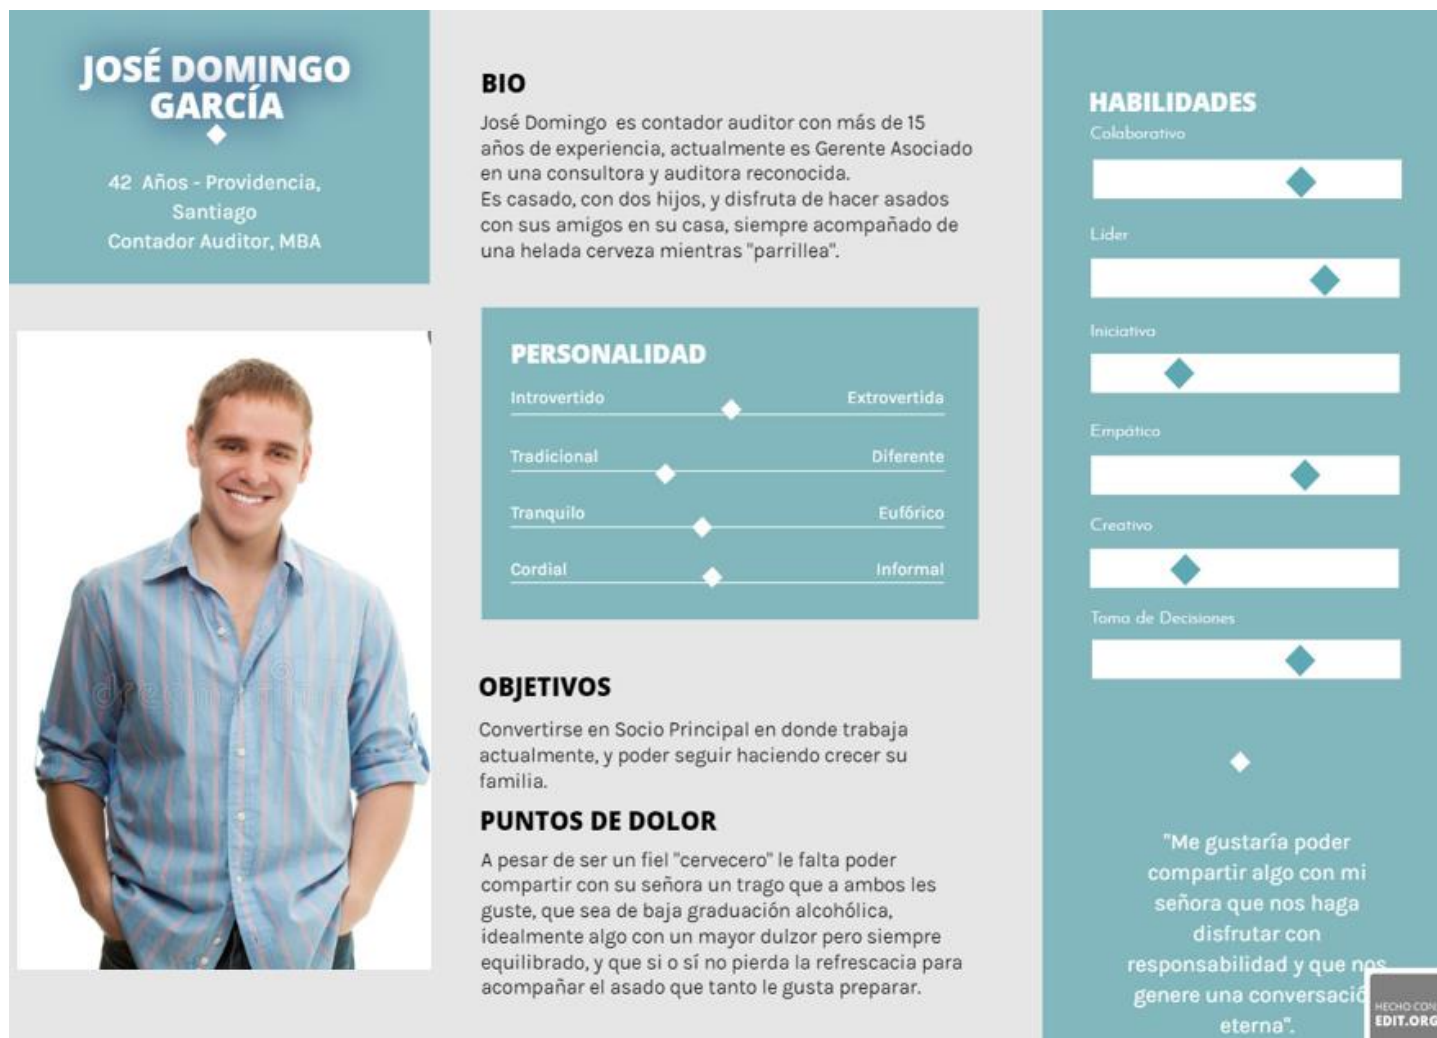 JOSÉ DOMINGO
GARCÍA
42 Años - Providencia,
Santiago
Contador Auditor, MBA
BIO
José Domingo es contador auditor con más de 15
años de experiencia, actualmente es Gerente Asociado
en una consultora y auditora reconocida.
Es casado, con dos hijos, y disfruta de hacer asados
con sus amigos en su casa, siempre acompañado de
una helada cerveza mientras "parrillea".
PERSONALIDAD
Introvertido Extrovertida
Tradicional Diferente
Tranquilo Eufórico
Cordial Informal
OBJETIVOS
Convertirse en Socio Principal en donde trabaja
actualmente, y poder seguir haciendo crecer su
familia.
PUNTOS DE DOLOR
A pesar de ser un fiel "cervecero" le falta poder
compartir con su señora un trago que a ambos les
guste, que sea de baja graduación alcohólica,
idealmente algo con un mayor dulzor pero siempre
equilibrado, y que si o sí no pierda la refrescacia para
acompañar el asado que tanto le gusta preparar.
HABILIDADES
Colaborativo
Líder
Iniciativa
Empático
Creativo
Toma de Decisiones
"Me gustaría poder
compartir algo con mi
señora que nos haga
disfrutar con
responsabilidad y que nos
genere una conversació
eterna".
HECHO CON
EDIT.ORG